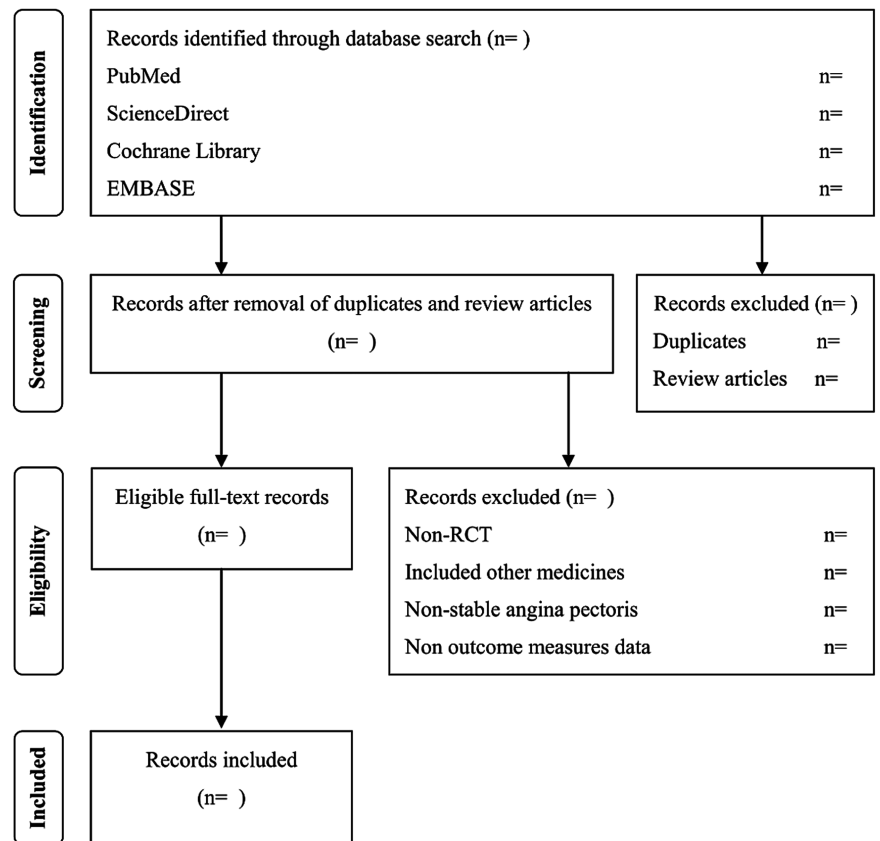 Identification
Records identified through database search (n= )
PubMed n=
ScienceDirect n=
Cochrane Library n=
EMBASE n=
Screening
Records after removal of duplicates and review articles
(n= )
Records excluded (n= )
Duplicates n=
Review articles n=
Eligibility
Eligible full-text records
(n= )
Records excluded (n= )
Non-RCT n=
Included other medicines n=
Non-stable angina pectoris n=
Non outcome measures data n=
Included
Records included
(n= )